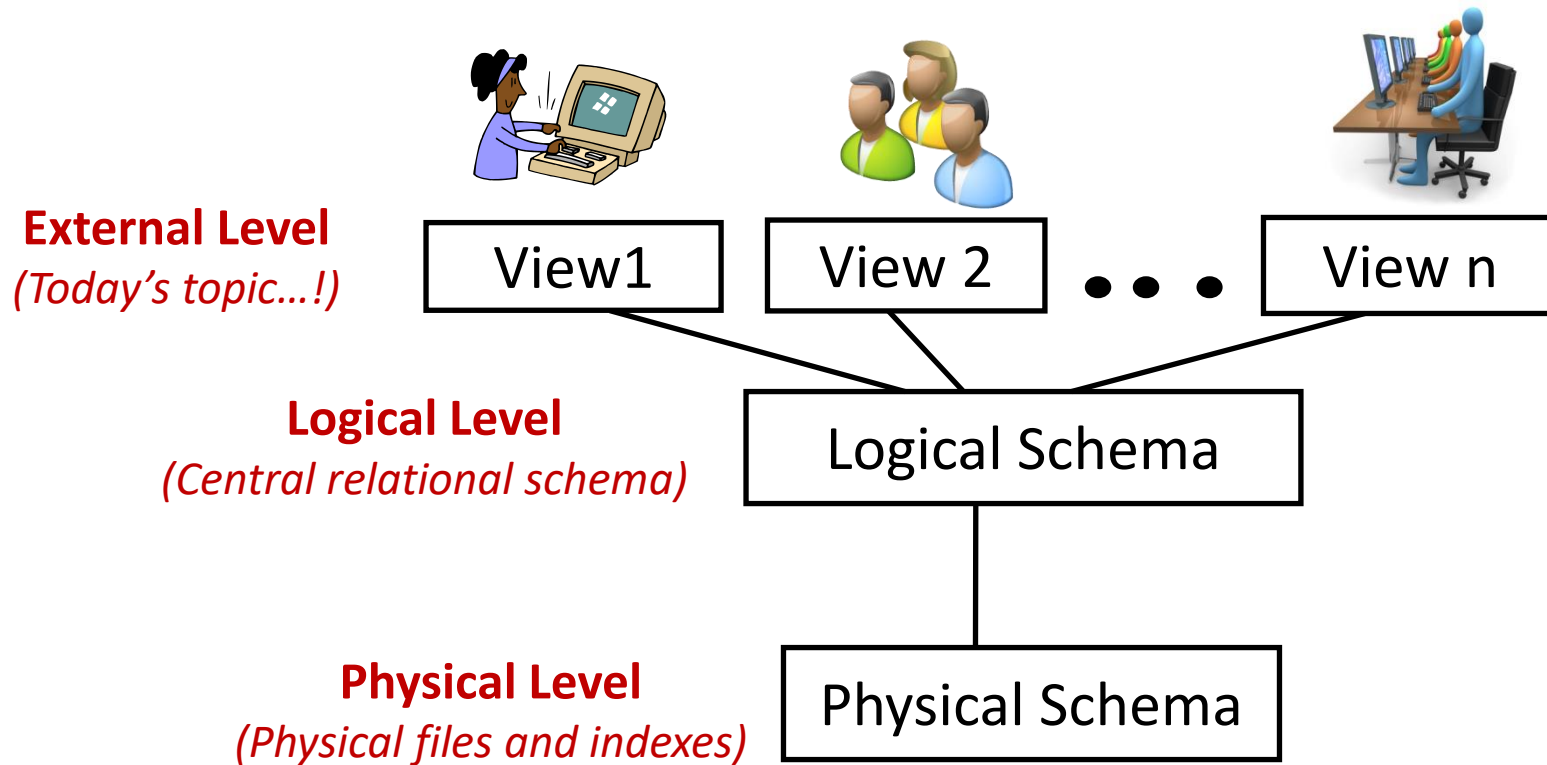 External Level
(Today's topic...!)
View1
View 2
• • •
View n
Logical Level
(Central relational schema)
Logical Schema
Physical Level
(Physical files and indexes)
Physical Schema